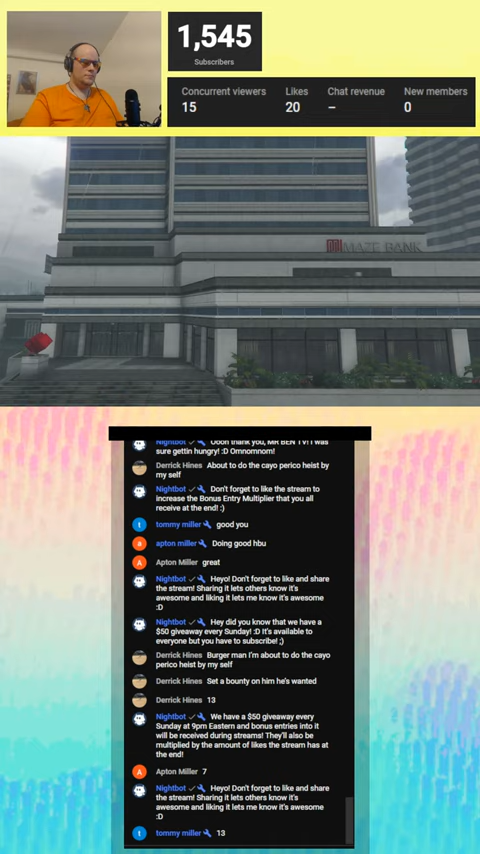 1,545
Subscribers
Concurrent viewers
15
Likes
20
Chat revenue
–
New members
0
MAZE BANK
Nightbot Ooon thank you, MR BEN TV! I was
sure gettin hungry! :D Omnomnom!
Derrick Hines About to do the cayo perico heist by
my self
Nightbot Don't forget to like the stream to
increase the Bonus Entry Multiplier that you all
receive at the end! :)
t tommy miller good you
a apton miller Doing good hbu
A Apton Miller great
Nightbot Heyo! Don't forget to like and share
the stream! Sharing it lets others know it's
awesome and liking it lets me know it's awesome
:D
Nightbot Hey did you know that we have a
$50 giveaway every Sunday! :D It's available to
everyone but you have to subscribe! ;)
Derrick Hines Burger man I'm about to do the cayo
perico heist by my self
Derrick Hines Set a bounty on him he's wanted
Derrick Hines 13
Nightbot We have a $50 giveaway every
Sunday at 9pm Eastern and bonus entries into it
will be received during streams! They'll also be
multiplied by the amount of likes the stream has at
the end!
A Apton Miller 7
Nightbot Heyo! Don't forget to like and share
the stream! Sharing it lets others know it's
awesome and liking it lets me know it's awesome
:D
t tommy miller 13